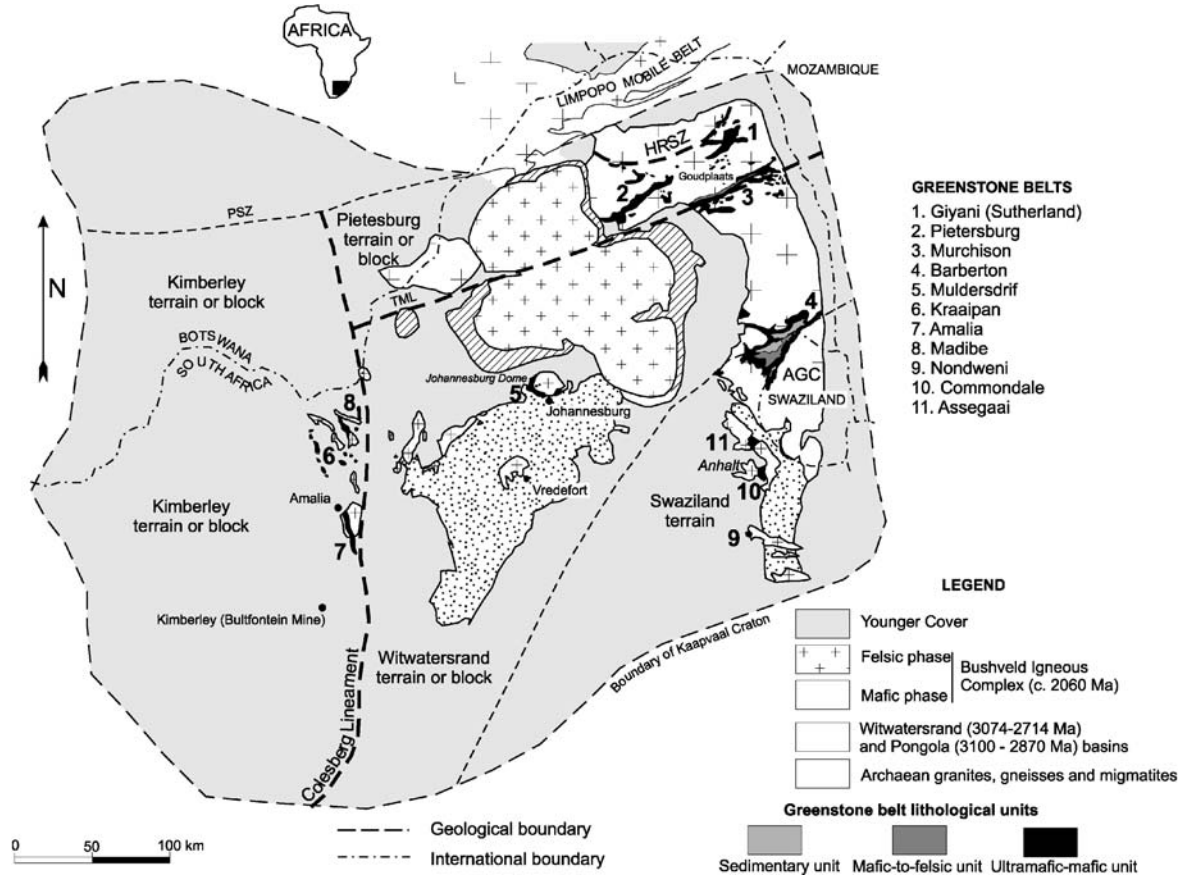 AFRICA
LIMPOPO MOBILE BELT
MOZAMBIQUE
HRSZ
1
Goudplaats
2
3
PSZ
Pietesburg
terrain or
block
N
Kimberley
terrain or block
TML
4
BOTSWANA
SOUTH AFRICA
AGC
SWAZILAND
Johannesburg Dome
5
Johannesburg
8
6
11
Anhalt
10
Vredefort
Amalia
Kimberley
terrain or block
Swaziland
terrain
9
7
Kimberley (Bultfontein Mine)
Witwatersrand
terrain or block
Boundary of Kaapvaal Craton
Colesberg Lineament
GREENSTONE BELTS
1. Giyani (Sutherland)
2. Pietersburg
3. Murchison
4. Barberton
5. Muldersdrif
6. Kraaipan
7. Amalia
8. Madibe
9. Nondweni
10. Commondale
11. Assegaai
LEGEND
Younger Cover
Felsic phase
Mafic phase
Bushveld Igneous
Complex (c. 2060 Ma)
Witwatersrand (3074-2714 Ma)
and Pongola (3100 - 2870 Ma) basins
Archaean granites, gneisses and migmatites
Greenstone belt lithological units
Sedimentary unit
Mafic-to-felsic unit
Ultramafic-mafic unit
0 50 100 km
Geological boundary
International boundary